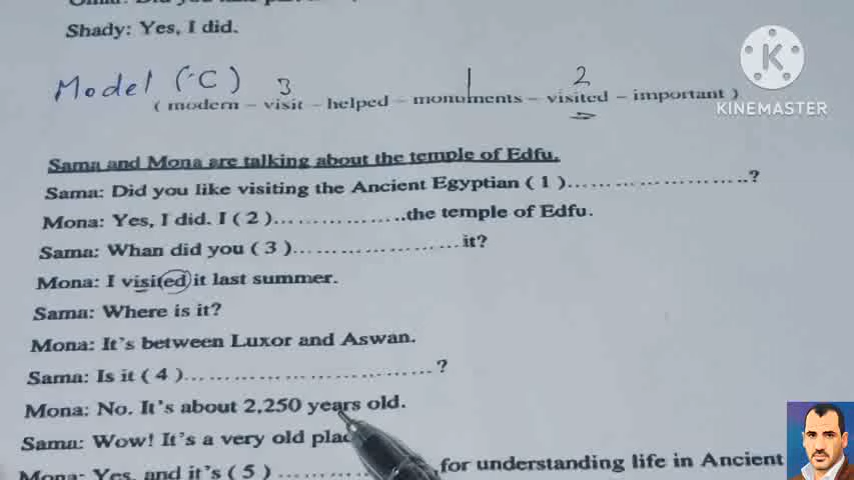 Shady: Yes, I did.
Model (C) 3 1 2
( modern – visit – helped – monuments – visited – important )
KINEMASTER
Sama and Mona are talking about the temple of Edfu.
Sama: Did you like visiting the Ancient Egyptian ( 1 )........................?
Mona: Yes, I did. I ( 2 ).................the temple of Edfu.
Sama: Whan did you ( 3 )......................it?
Mona: I visited it last summer.
Sama: Where is it?
Mona: It's between Luxor and Aswan.
Sama: Is it ( 4 )..............................?
Mona: No. It's about 2,250 years old.
Sama: Wow! It's a very old
Mona: Yes, and it's ( 5 ) ............ ,for understanding life in Ancient